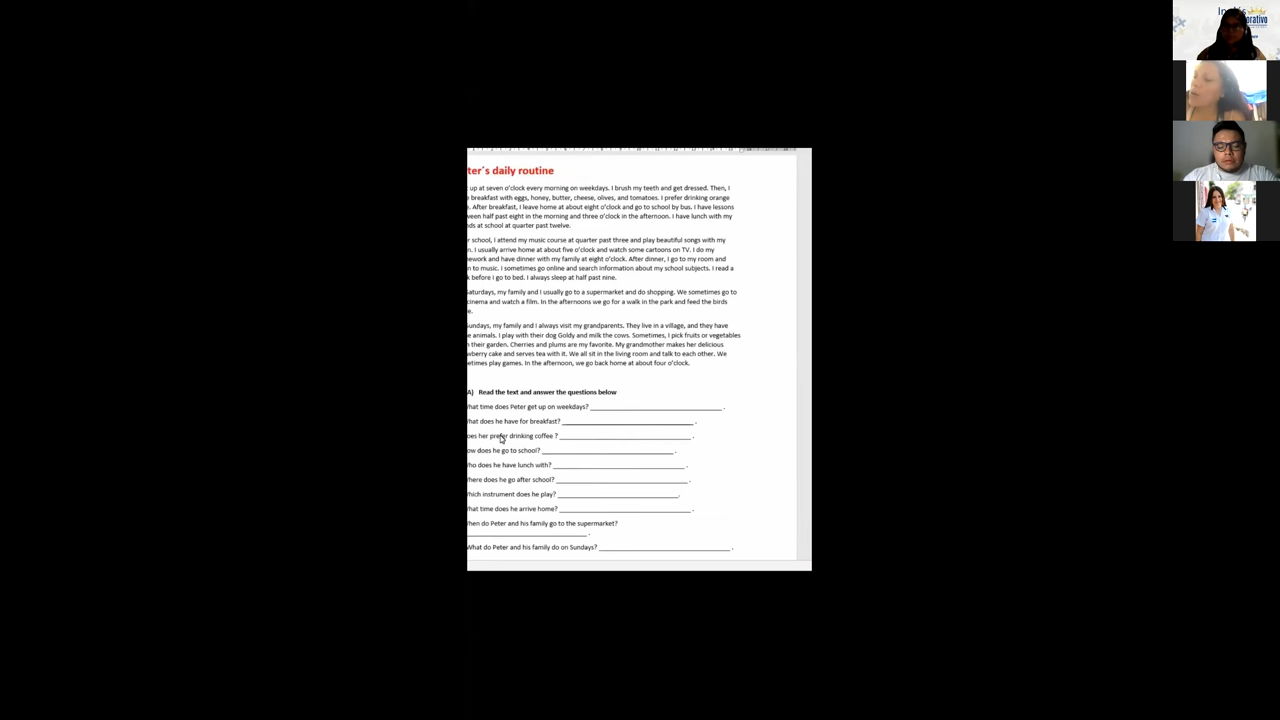 ter´s daily routine
up at seven o'clock every morning on weekdays. I brush my teeth and get dressed. Then, I
breakfast with eggs, honey, butter, cheese, olives, and tomatoes. I prefer drinking orange
. After breakfast, I leave home at about eight o'clock and go to school by bus. I have lessons
ween half past eight in the morning and three o'clock in the afternoon. I have lunch with my
nds at school at quarter past twelve.
r school, I attend my music course at quarter past three and play beautiful songs with my
n. I usually arrive home at about five o'clock and watch some cartoons on TV. I do my
ework and have dinner with my family at eight o'clock. After dinner, I go to my room and
n to music. I sometimes go online and search information about my school subjects. I read a
k before I go to bed. I always sleep at half past nine.
aturdays, my family and I usually go to a supermarket and do shopping. We sometimes go to
cinema and watch a film. In the afternoons we go for a walk in the park and feed the birds
e.
undays, my family and I always visit my grandparents. They live in a village, and they have
e animals. I play with their dog Goldy and milk the cows. Sometimes, I pick fruits or vegetables
their garden. Cherries and plums are my favorite. My grandmother makes her delicious
wberry cake and serves tea with it. We all sit in the living room and talk to each other. We
etimes play games. In the afternoon, we go back home at about four o'clock.
A) Read the text and answer the questions below
hat time does Peter get up on weekdays? ____________________ .
hat does he have for breakfast? ____________________ .
oes her prefer drinking coffee ? ____________________ .
ow does he go to school? ____________________ .
ho does he have lunch with? ____________________ .
here does he go after school? ____________________ .
hich instrument does he play? ____________________.
hat time does he arrive home? ____________________ .
hen do Peter and his family go to the supermarket?
____________________ .
What do Peter and his family do on Sundays? ____________________ .